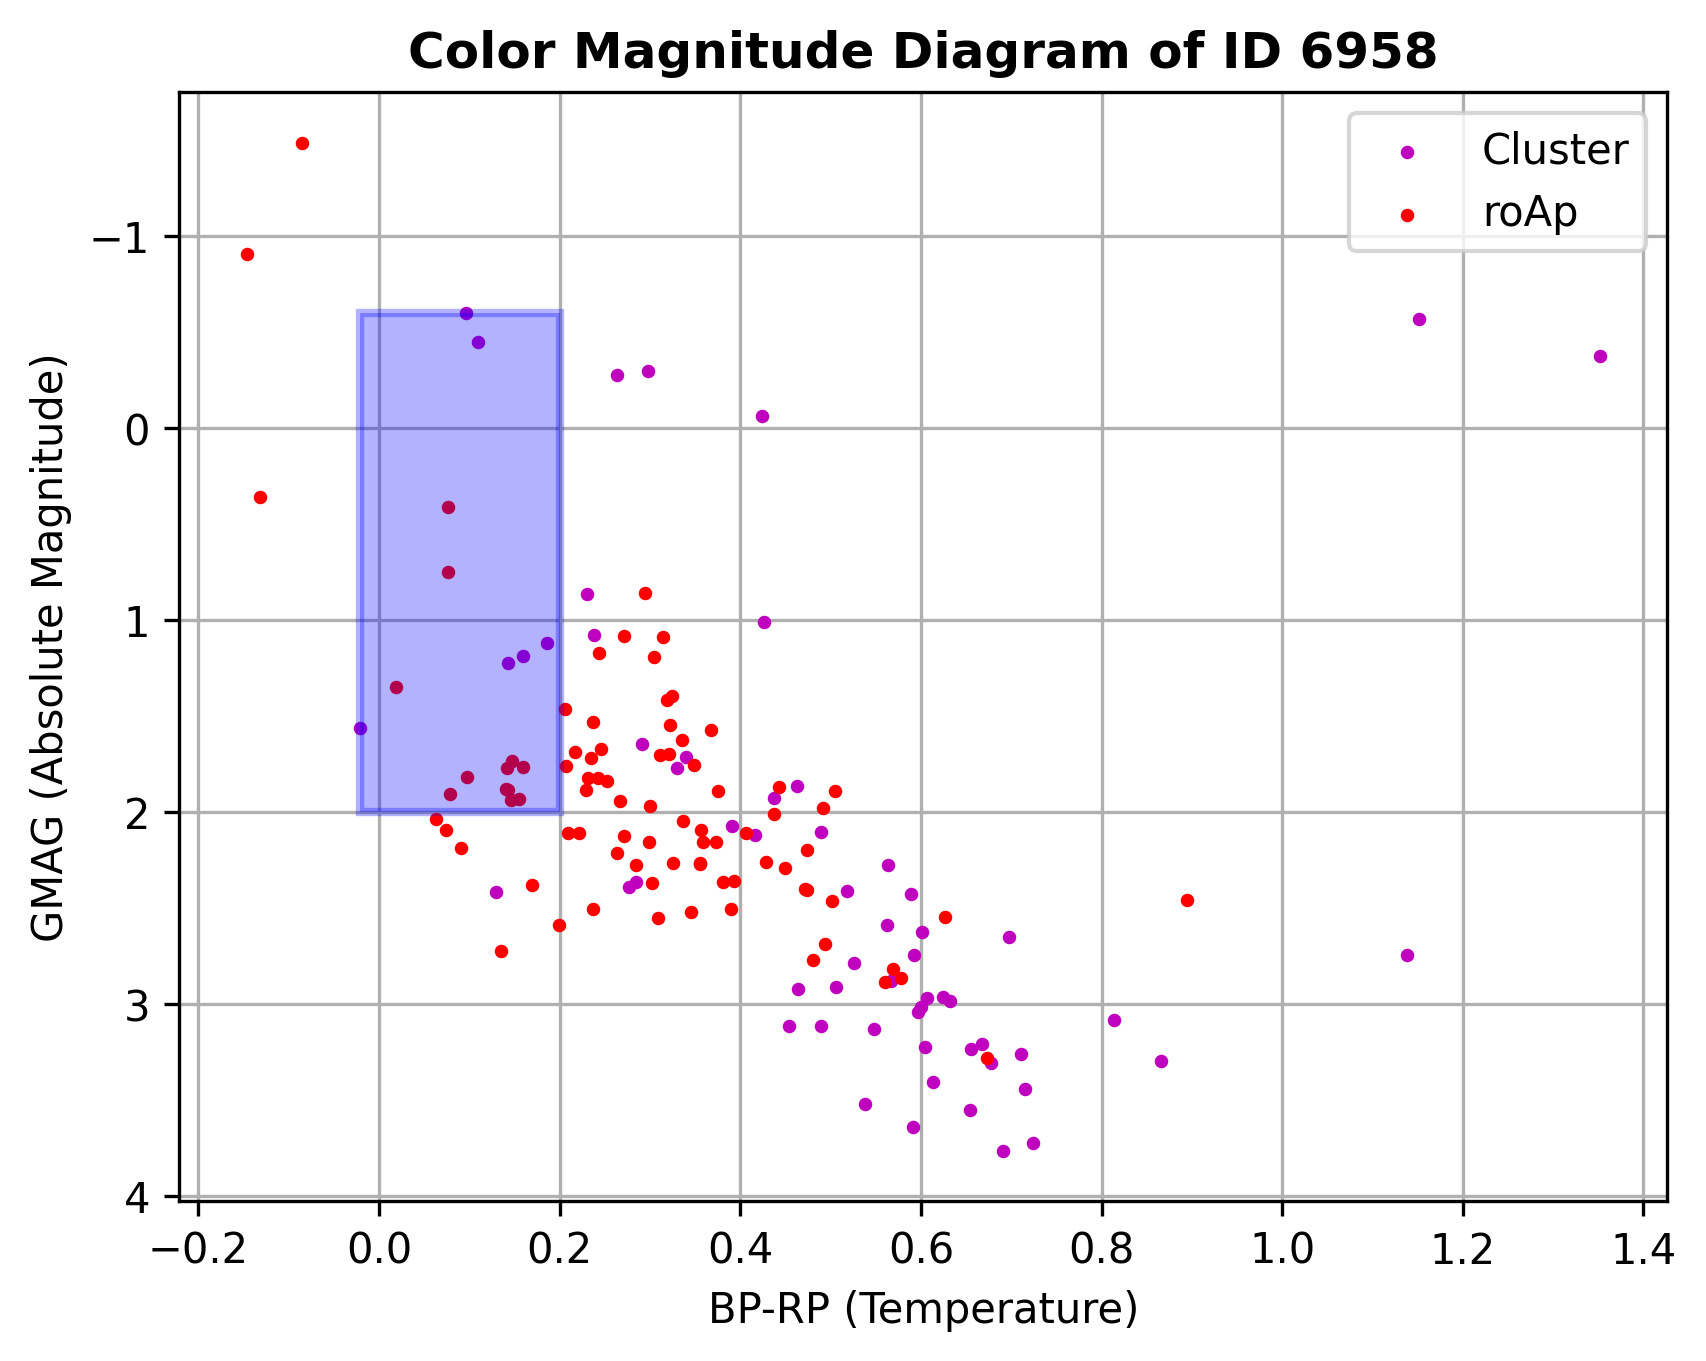 Color Magnitude Diagram of ID 6958
Cluster
roAp
GMAG (Absolute Magnitude)
−1
0
1
2
3
4
−0.2 0.0 0.2 0.4 0.6 0.8 1.0 1.2 1.4
BP-RP (Temperature)